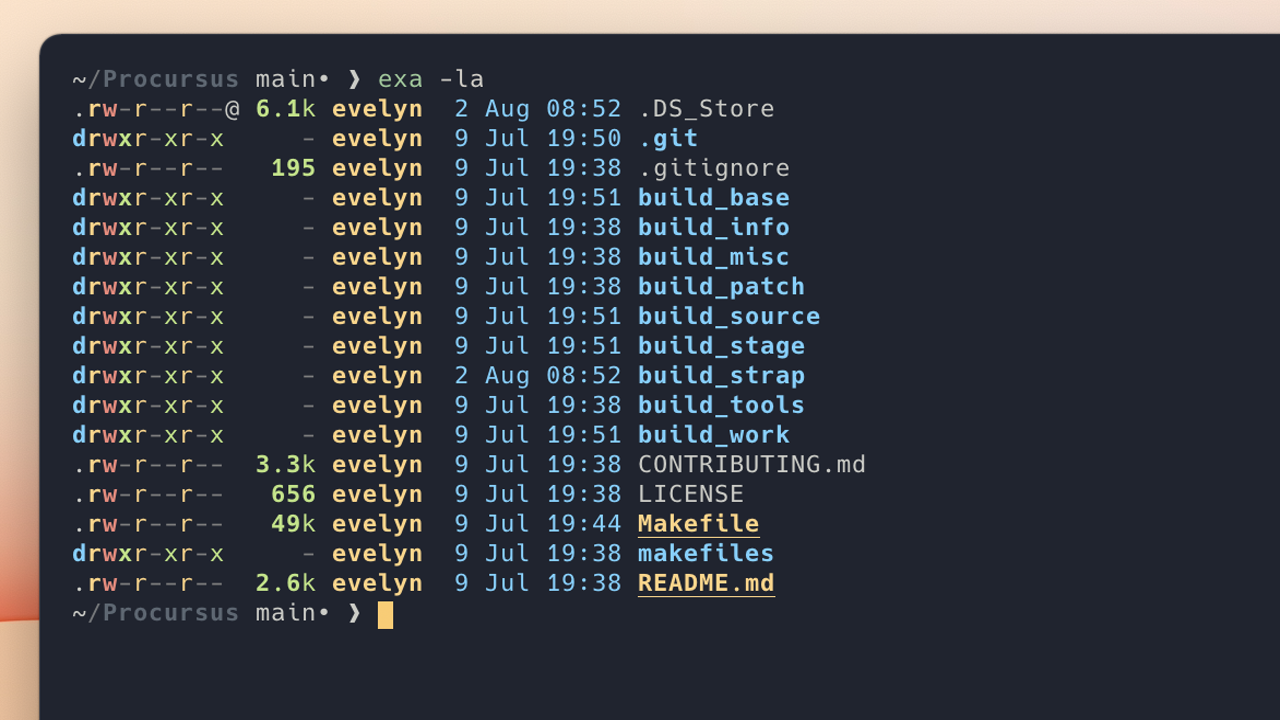 ~/Procursus main• ❱ exa -la
.rw-r--r--@ 6.1k evelyn  2 Aug 08:52 .DS_Store
drwxr-xr-x     - evelyn  9 Jul 19:50 .git
.rw-r--r--   195 evelyn  9 Jul 19:38 .gitignore
drwxr-xr-x     - evelyn  9 Jul 19:51 build_base
drwxr-xr-x     - evelyn  9 Jul 19:38 build_info
drwxr-xr-x     - evelyn  9 Jul 19:38 build_misc
drwxr-xr-x     - evelyn  9 Jul 19:38 build_patch
drwxr-xr-x     - evelyn  9 Jul 19:51 build_source
drwxr-xr-x     - evelyn  9 Jul 19:51 build_stage
drwxr-xr-x     - evelyn  2 Aug 08:52 build_strap
drwxr-xr-x     - evelyn  9 Jul 19:38 build_tools
drwxr-xr-x     - evelyn  9 Jul 19:51 build_work
.rw-r--r--  3.3k evelyn  9 Jul 19:38 CONTRIBUTING.md
.rw-r--r--   656 evelyn  9 Jul 19:38 LICENSE
.rw-r--r--   49k evelyn  9 Jul 19:44 Makefile
drwxr-xr-x     - evelyn  9 Jul 19:38 makefiles
.rw-r--r--  2.6k evelyn  9 Jul 19:38 README.md
~/Procursus main• ❱